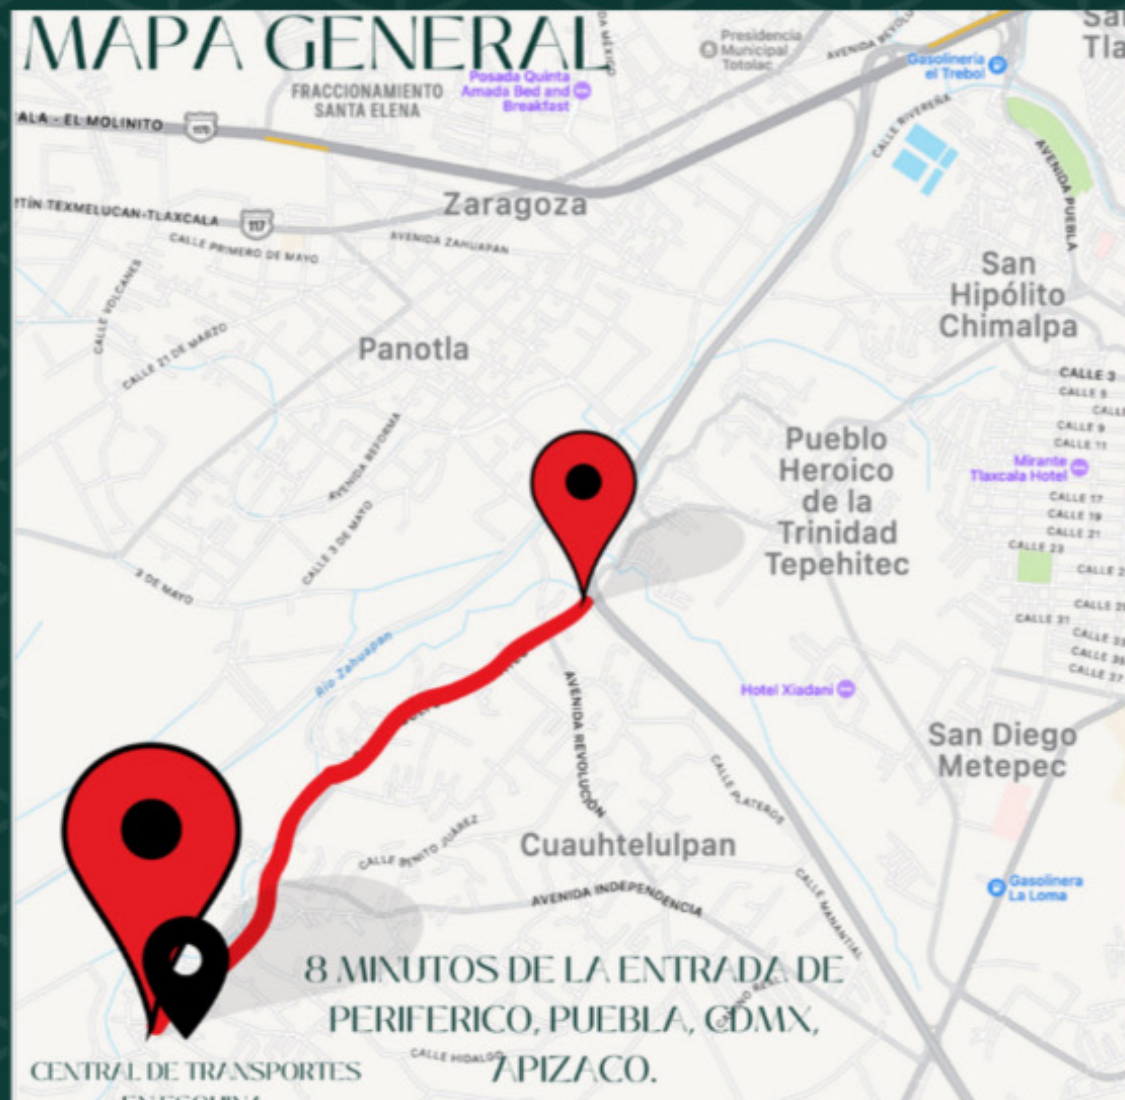 MAPA GENERAL
Presidencia
Municipal
Totolac
AVENIDA REVOLU
Gasolinería
el Trebol
Posada Quinta
Amada Bed and
Breakfast
FRACCIONAMIENTO
SANTA ELENA
ALA - EL MOLINITO
CALLE RIVEREÑA
AVENIDA PUEBLA
Zaragoza
TÍN TEXMELUCAN-TLAXCALA
117
CALLE PRIMERO DE MAYO
AVENIDA ZAHUAPAN
CALLE VOLCANES
CALLE 21 DE MARZO
San
Hipólito
Chimalpa
Panotla
CALLE 3
CALLE 5
CALLE 9
CALLE 11
AVENIDA REFORMA
CALLE 3 DE MAYO
3 DE MAYO
Pueblo
Heroico
de la
Trinidad
Tepehitec
Mirante
Tlaxcala Hotel
CALLE 17
CALLE 19
CALLE 21
CALLE 23
CALLE 31
Río Zahuapan
Hotel Xiadani
AVENIDA REVOLUCIÓN
San Diego
Metepec
CALLE PLATEROS
CALLE BENITO JUÁREZ
Cuauhtelulpan
AVENIDA INDEPENDENCIA
CALLE MANANTIAL
Gasolinera
La Loma
8 MINUTOS DE LA ENTRADA DE
PERIFERICO, PUEBLA, CDMX,
APIZACO.
CALLE HIDALGO
CENTRAL DE TRANSPORTES